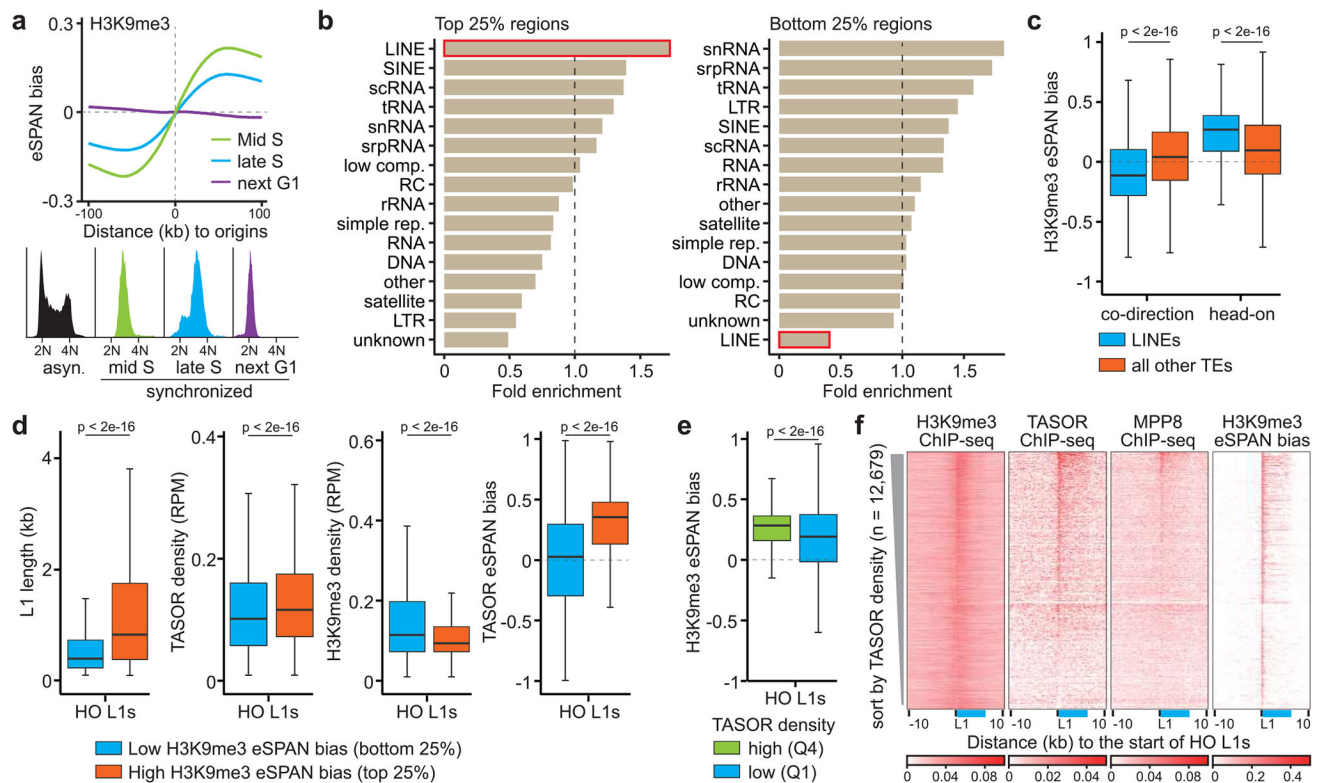 a
H3K9me3
0.3
0
-0.3
eSPAN bias
Mid S
late S
next G1
-100
0
100
Distance (kb) to origins
2N 4N
2N 4N
2N 4N
2N 4N
asyn.
mid S
late S
next G1
synchronized
b
Top 25% regions
LINE
SINE
scRNA
tRNA
snRNA
srpRNA
low comp.
RC
rRNA
simple rep.
RNA
DNA
other
satellite
LTR
unknown
0
0.5
1.0
1.5
Fold enrichment
Bottom 25% regions
snRNA
srpRNA
tRNA
LTR
SINE
scRNA
RNA
rRNA
other
satellite
simple rep.
DNA
low comp.
RC
unknown
LINE
0
0.5
1.0
1.5
Fold enrichment
c
p < 2e-16
p < 2e-16
1
0.5
0
-0.5
-1
H3K9me3 eSPAN bias
co-direction
head-on
LINEs
all other TEs
d
p < 2e-16
4
2
0
L1 length (kb)
HO L1s
p < 2e-16
0.4
0.2
0
TASOR density (RPM)
HO L1s
p < 2e-16
0.6
0.4
0.2
0
H3K9me3 density (RPM)
HO L1s
p < 2e-16
1
0.5
0
-0.5
-1
TASOR eSPAN bias
HO L1s
Low H3K9me3 eSPAN bias (bottom 25%)
High H3K9me3 eSPAN bias (top 25%)
e
p < 2e-16
1
0.5
0
-0.5
-1
H3K9me3 eSPAN bias
HO L1s
TASOR density
high (Q4)
low (Q1)
f
H3K9me3
ChIP-seq
TASOR
ChIP-seq
MPP8
ChIP-seq
H3K9me3
eSPAN bias
sort by TASOR density (n = 12,679)
-10 L1 10
-10 L1 10
-10 L1 10
-10 L1 10
Distance (kb) to the start of HO L1s
0 0.04 0.08
0 0.02 0.04
0 0.04 0.08
0 0.2 0.4